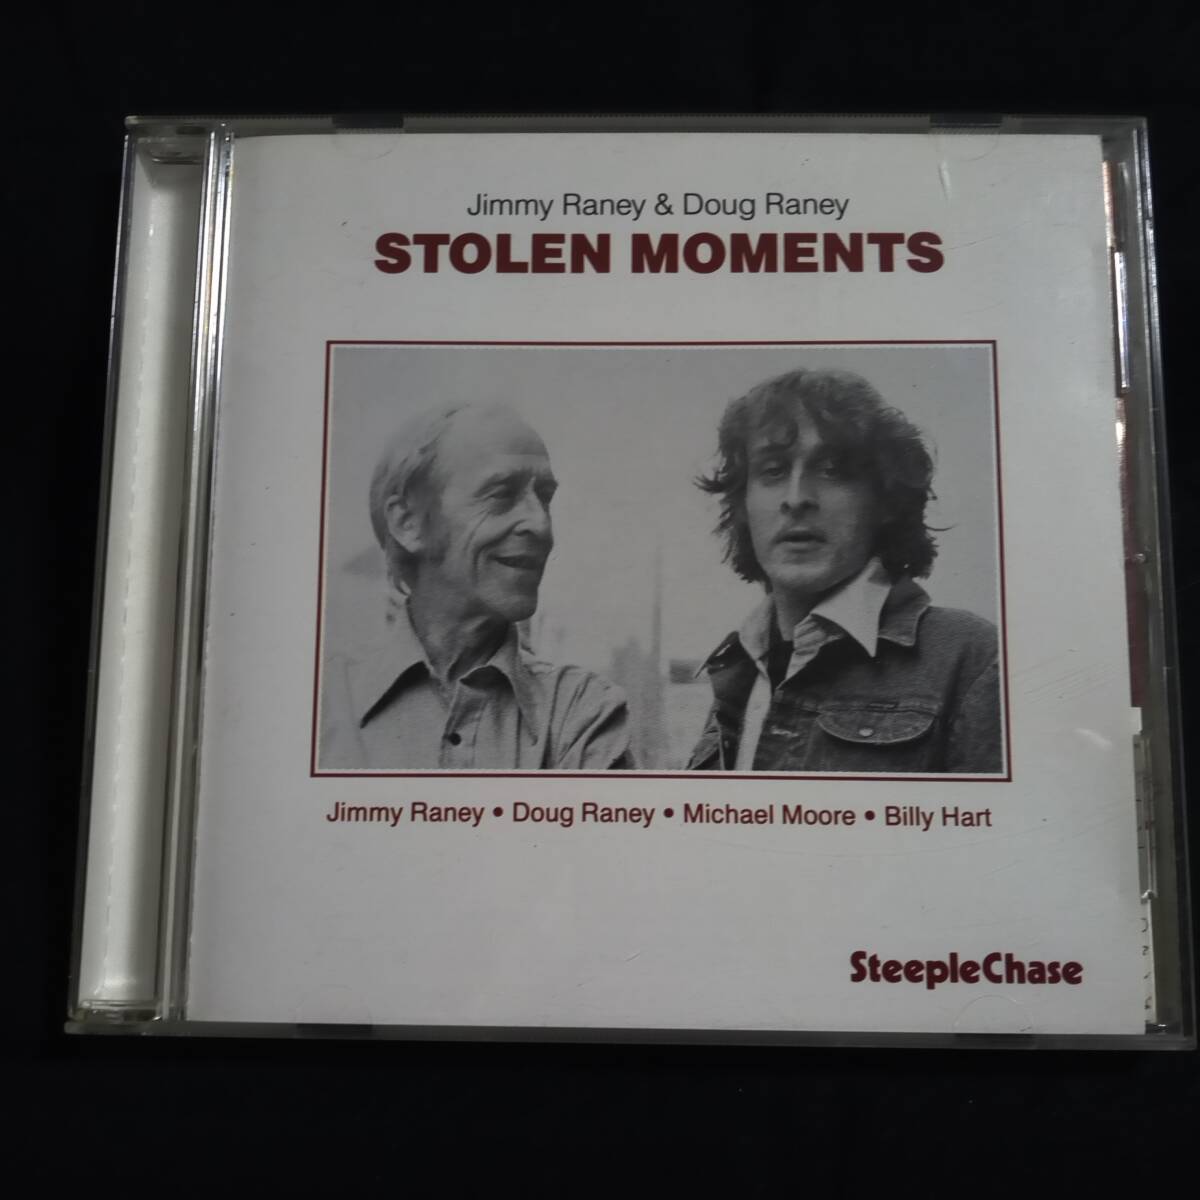 Jimmy Raney & Doug Raney
STOLEN MOMENTS
Jimmy Raney • Doug Raney • Michael Moore • Billy Hart
SteepleChase